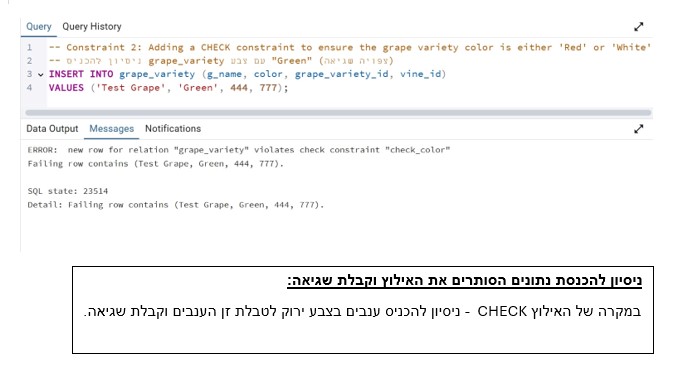 Query Query History
1 -- Constraint 2: Adding a CHECK constraint to ensure the grape variety color is either 'Red' or 'White'
2 -- ניסיון להכניס grape_variety עם צבע "Green" (צפויה שגיאה)
3 INSERT INTO grape_variety (g_name, color, grape_variety_id, vine_id)
4 VALUES ('Test Grape', 'Green', 444, 777);
Data Output Messages Notifications
ERROR: new row for relation "grape_variety" violates check constraint "check_color"
Failing row contains (Test Grape, Green, 444, 777).
SQL state: 23514
Detail: Failing row contains (Test Grape, Green, 444, 777).
ניסיון להכנסת נתונים הסותרים את האילוץ וקבלת שגיאה:
במקרה של האילוץ CHECK - ניסיון להכניס ענבים בצבע ירוק לטבלת זן הענבים וקבלת שגיאה.